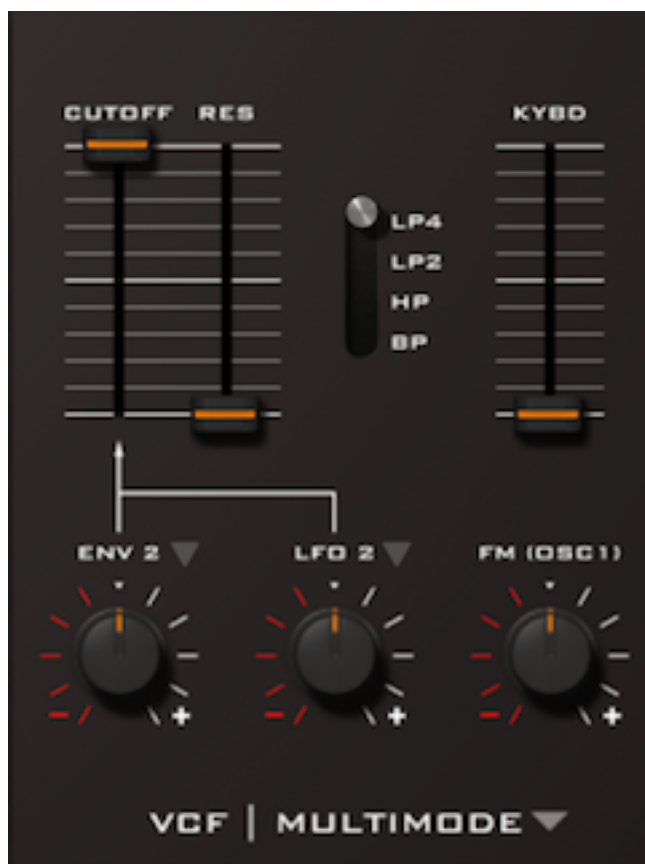 CUTOFF RES KYBD
LP4
LP2
HP
BP
ENV 2 LFO 2 FM (OSC1)
- + - + - +
VCF | MULTIMODE